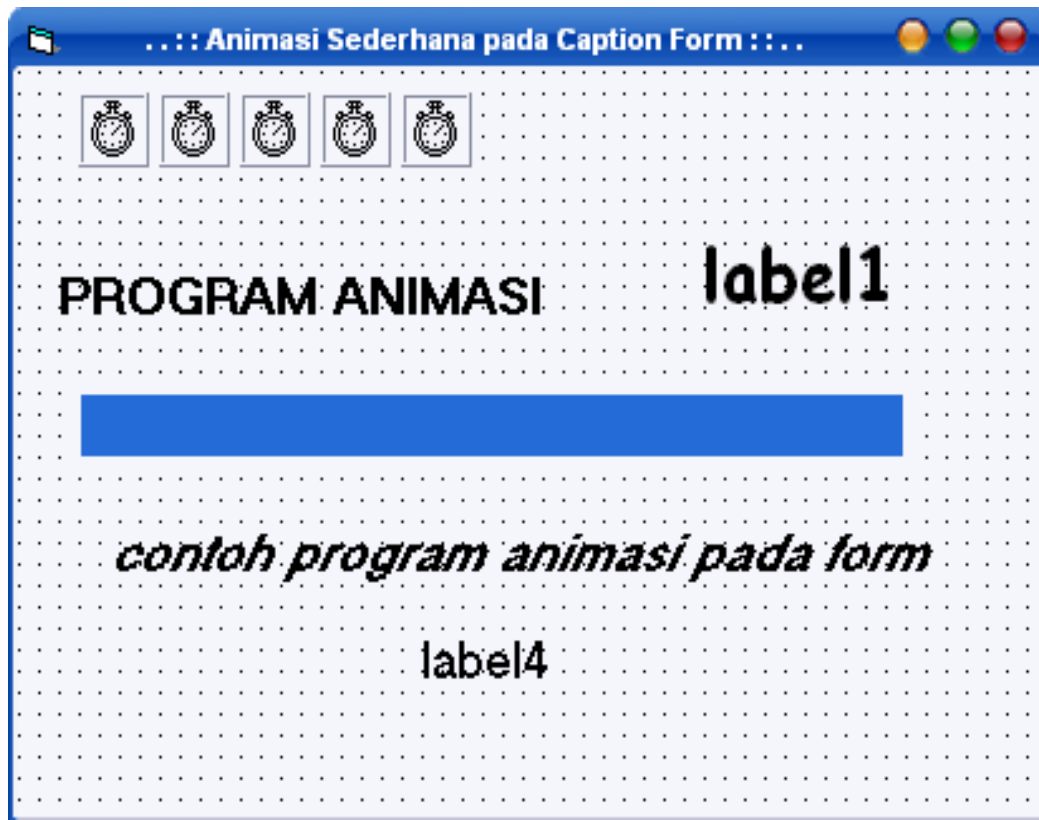 ..:: Animasi Sederhana pada Caption Form ::..
label1
PROGRAM ANIMASI
contoh program animasi pada form
label4